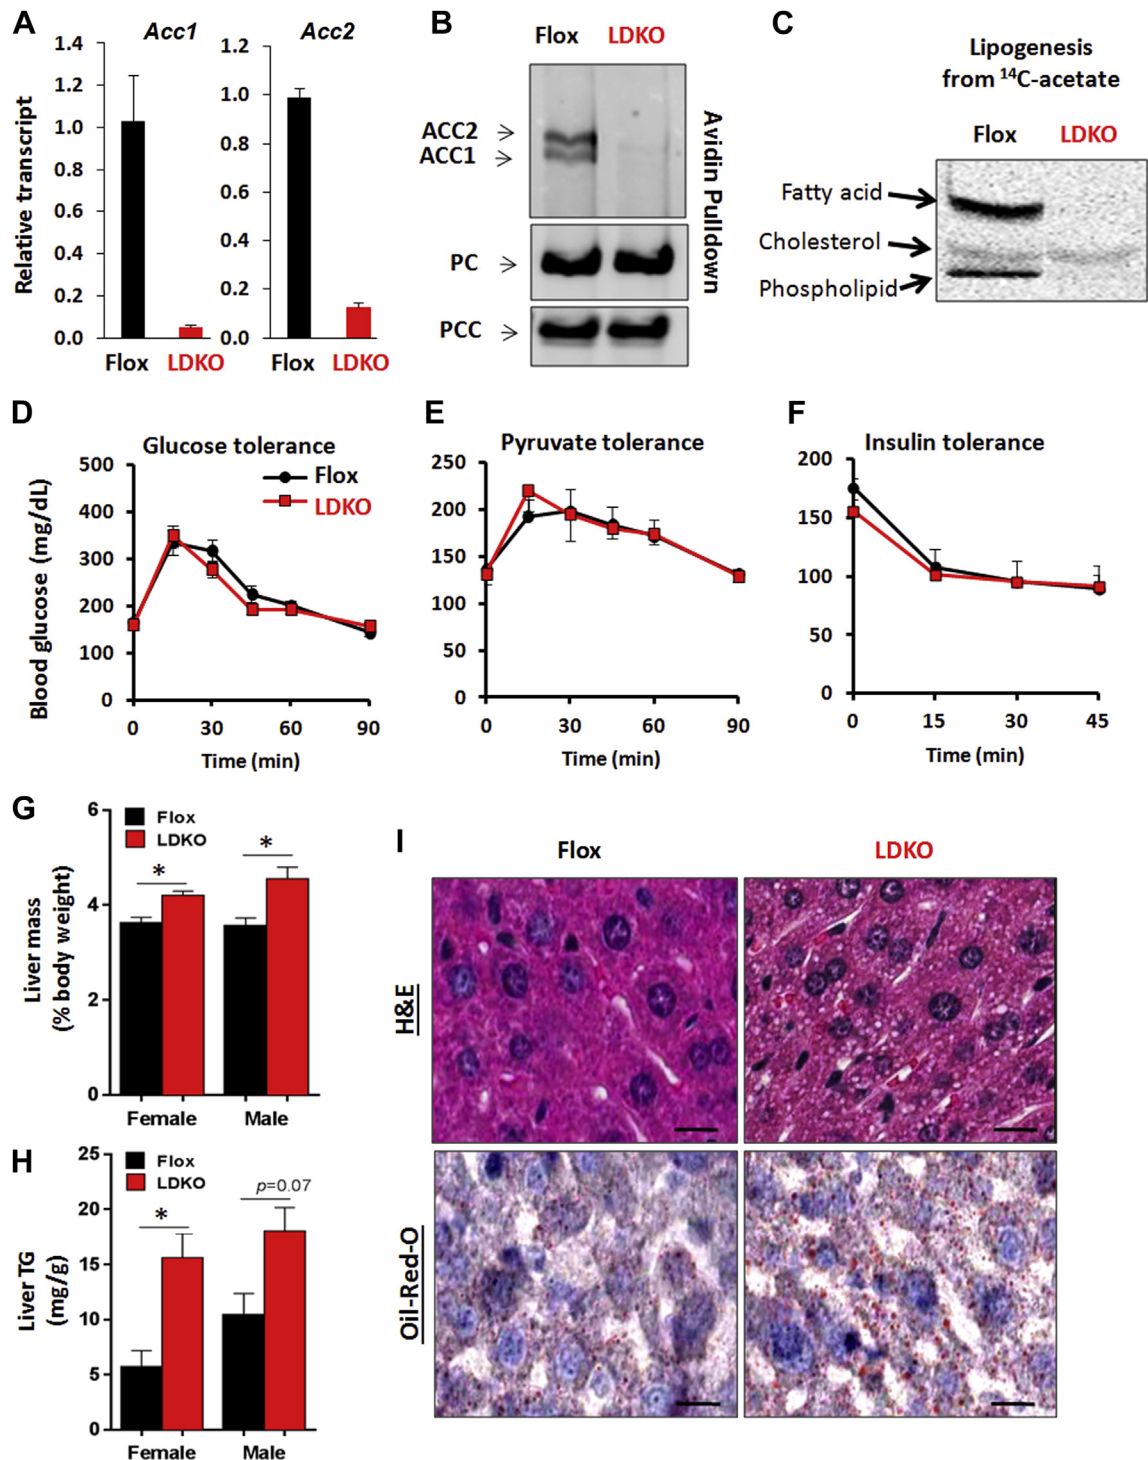 A
Acc1
Acc2
Relative transcript
1.4
1.2
1.0
0.8
0.6
0.4
0.2
0.0
Flox
LDKO
1.2
1.0
0.8
0.6
0.4
0.2
0.0
Flox
LDKO
B
Flox
LDKO
ACC2
ACC1
PC
PCC
Avidin Pulldown
C
Lipogenesis
from 14C-acetate
Flox
LDKO
Fatty acid
Cholesterol
Phospholipid
D
Glucose tolerance
Flox
LDKO
Blood glucose (mg/dL)
500
400
300
200
100
0
0
30
60
90
Time (min)
E
Pyruvate tolerance
250
200
150
100
50
0
0
30
60
90
Time (min)
F
Insulin tolerance
200
150
100
50
0
0
15
30
45
Time (min)
G
Flox
LDKO
Liver mass
(% body weight)
6
4
2
0
*
*
Female
Male
H
Flox
LDKO
Liver TG
(mg/g)
25
20
15
10
5
0
*
p=0.07
Female
Male
I
Flox
LDKO
H&E
Oil-Red-O